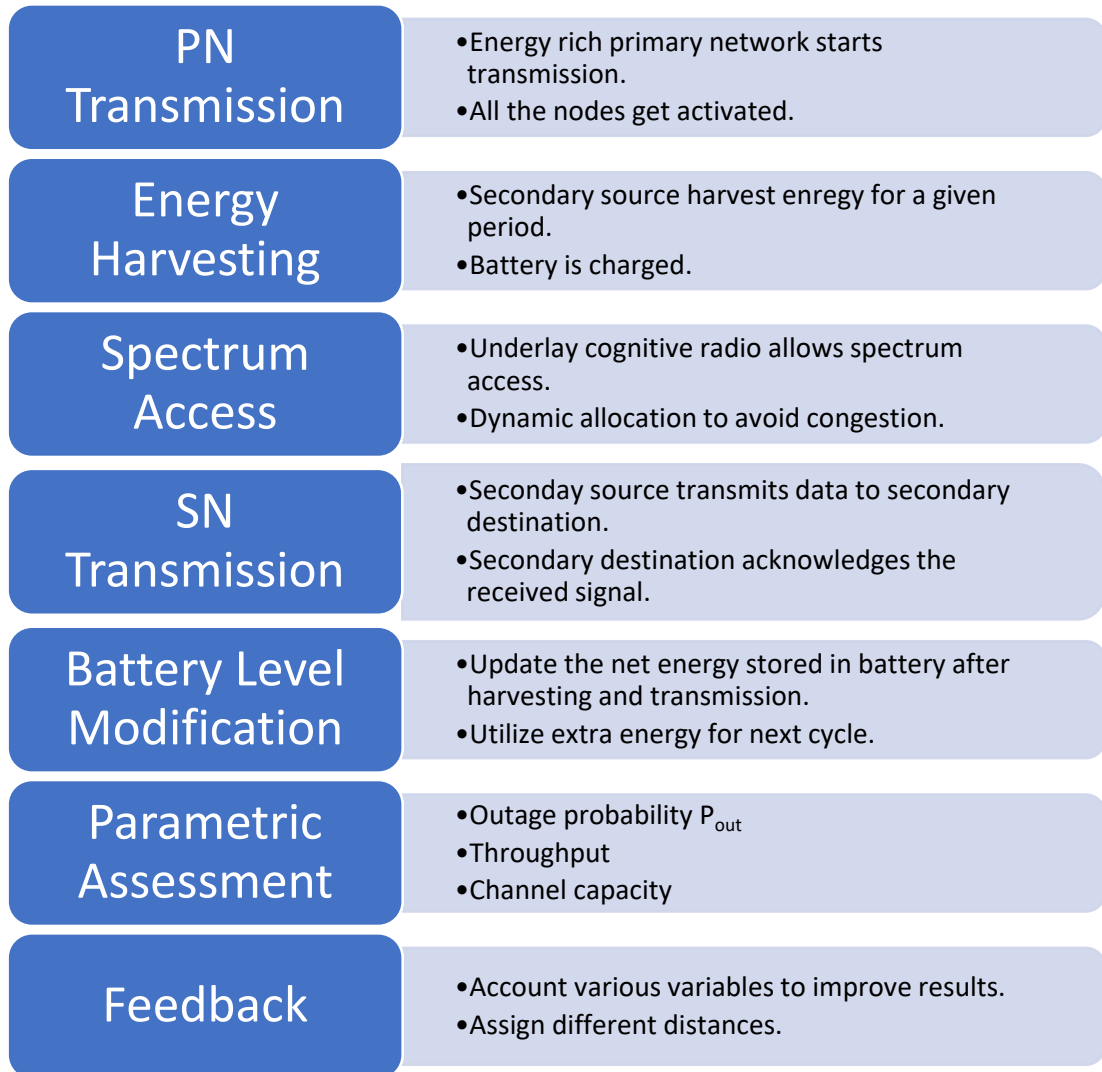 PN
Transmission
•Energy rich primary network starts
transmission.
•All the nodes get activated.
Energy
Harvesting
•Secondary source harvest enregy for a given
period.
•Battery is charged.
Spectrum
Access
•Underlay cognitive radio allows spectrum
access.
•Dynamic allocation to avoid congestion.
SN
Transmission
•Seconday source transmits data to secondary
destination.
•Secondary destination acknowledges the
received signal.
Battery Level
Modification
•Update the net energy stored in battery after
harvesting and transmission.
•Utilize extra energy for next cycle.
Parametric
Assessment
•Outage probability Pout
•Throughput
•Channel capacity
Feedback
•Account various variables to improve results.
•Assign different distances.